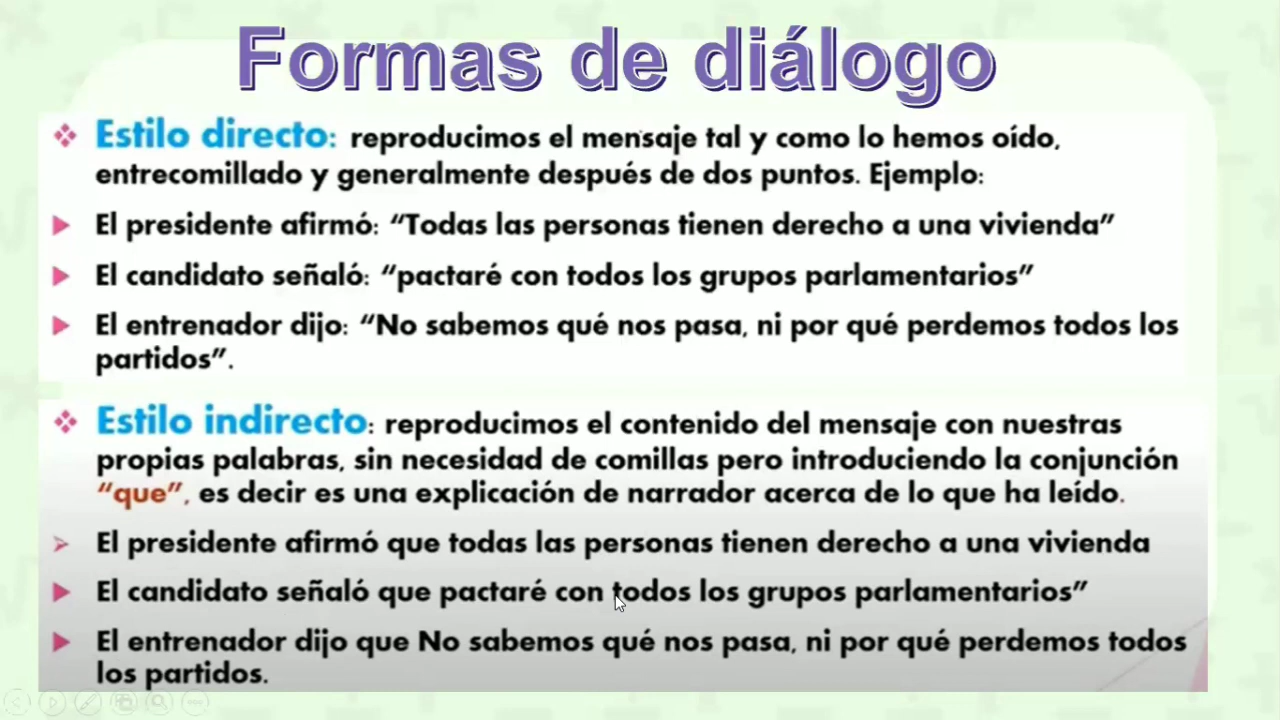 Formas de diálogo
Estilo directo: reproducimos el mensaje tal y como lo hemos oído,
entrecomillado y generalmente después de dos puntos. Ejemplo:
El presidente afirmó: “Todas las personas tienen derecho a una vivienda”
El candidato señaló: “pactaré con todos los grupos parlamentarios”
El entrenador dijo: “No sabemos qué nos pasa, ni por qué perdemos todos los
partidos”.
Estilo indirecto: reproducimos el contenido del mensaje con nuestras
propias palabras, sin necesidad de comillas pero introduciendo la conjunción
“que”, es decir es una explicación de narrador acerca de lo que ha leído.
El presidente afirmó que todas las personas tienen derecho a una vivienda
El candidato señaló que pactaré con todos los grupos parlamentarios”
El entrenador dijo que No sabemos qué nos pasa, ni por qué perdemos todos
los partidos.